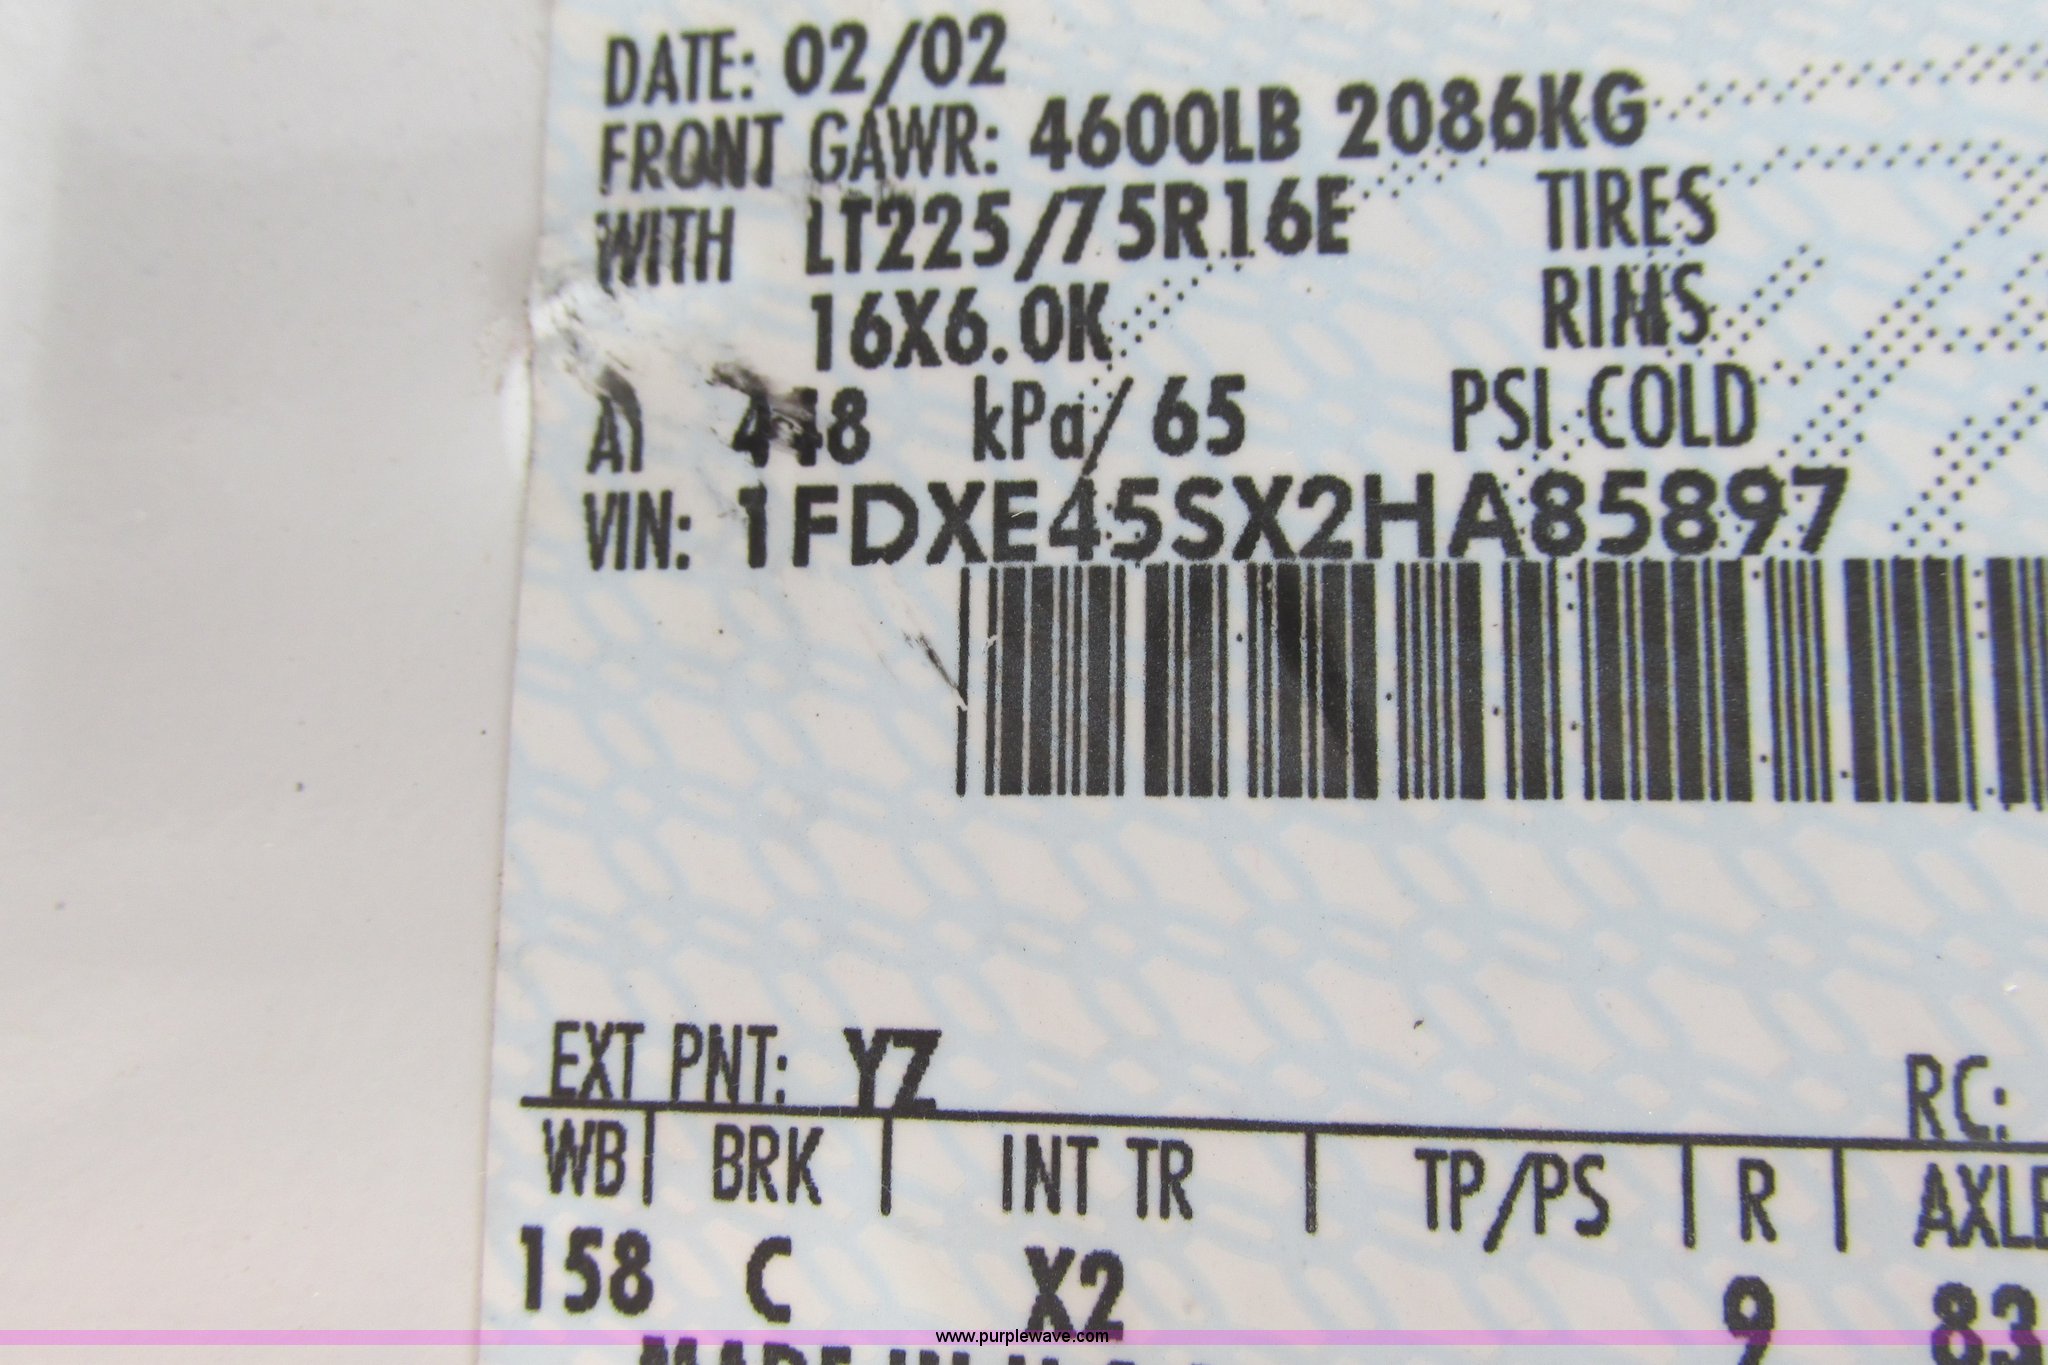 DATE: 02/02
FRONT GAWR: 4600LB 2086KG
WITH LT225/75R16E TIRES
16X6.0K RIMS
AT 448 kPa/ 65 PSI COLD
VIN: 1FDXE45SX2HA85897
EXT PNT: YZ RC:
WB BRK INT TR TP/PS R AXLE
158 C X2 9 83
www.purplewave.com